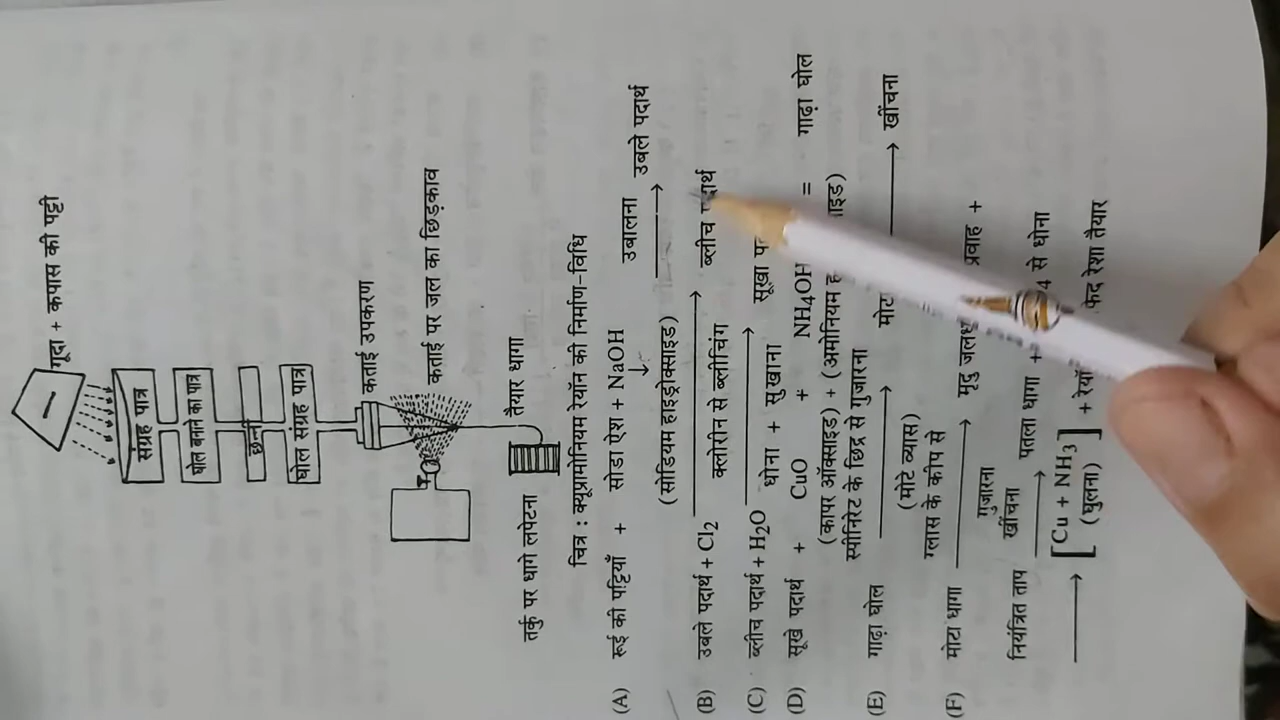 गूदा + कपास की पट्टी
संग्रह पात्र
घोल बनाने का पात्र
छन्नी
घोल संग्रह पात्र
कताई उपकरण
कताई पर जल का छिड़काव
तर्कु पर धागे लपेटना
तैयार धागा
चित्र : क्यूप्रामोनियम रेयॉन की निर्माण-विधि
(A) रूई की पट्टियाँ + सोडा ऐश + NaOH उबालना → उबले पदार्थ
(सोडियम हाइड्रोक्साइड)
(B) उबले पदार्थ + Cl2 → ब्लीच पदार्थ
क्लोरीन से ब्लीचिंग
(C) ब्लीच पदार्थ + H2O → सूखा
धोना + सुखाना
(D) सूखे पदार्थ + CuO + NH4OH = गाढ़ा घोल
(कापर ऑक्साइड) + (अमोनियम
स्पीनिरेट के छिद्र से गुजारना
(E) गाढ़ा घोल → → खींचना
(मोटे व्यास)
ग्लास के कीप से
(F) मोटा धागा → मृदु प्रवाह +
गुजारना
खींचना
नियंत्रित ताप → पतला धागा + से धोना
→ [Cu + NH3] + रेशा तैयार
(घुलना)